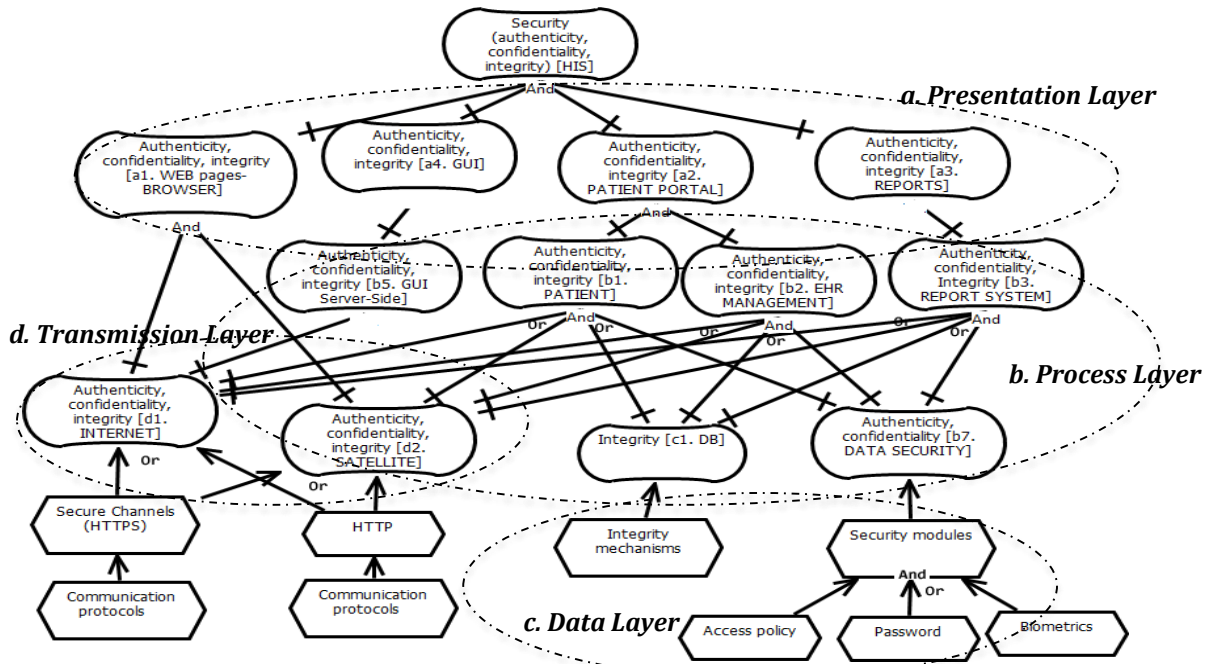 Security
(authenticity,
confidentiality,
integrity) [HIS]
And
a. Presentation Layer
Authenticity,
confidentiality, integrity
[a1. WEB pages-
BROWSER]
And
Authenticity,
confidentiality,
integrity [a4. GUI]
Authenticity,
confidentiality,
integrity [a2.
PATIENT PORTAL]
And
Authenticity,
confidentiality,
integrity [a3.
REPORTS]
Authenticity,
confidentiality,
integrity [b5. GUI
Server-Side]
Authenticity,
confidentiality,
integrity [b1.
PATIENT]
And
Authenticity,
confidentiality,
integrity [b2. EHR
MANAGEMENT]
And
Authenticity,
confidentiality,
Integrity [b3.
REPORT SYSTEM]
And
Or
Or
Or
Or
Or
Or
d. Transmission Layer
b. Process Layer
Authenticity,
confidentiality,
integrity [d1.
INTERNET]
Or
Authenticity,
confidentiality,
integrity [d2.
SATELLITE]
Or
Integrity [c1. DB]
Authenticity,
confidentiality [b7.
DATA SECURITY]
Secure Channels
(HTTPS)
HTTP
Integrity
mechanisms
Security modules
And
Or
Communication
protocols
Communication
protocols
c. Data Layer
Access policy
Password
Biometrics